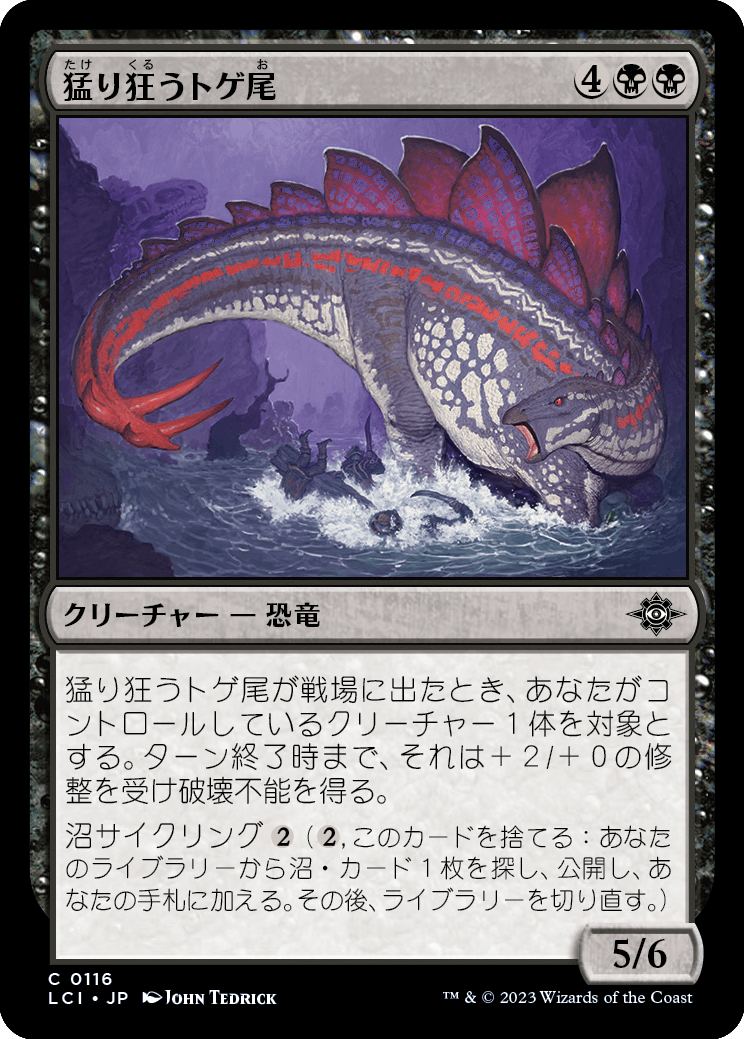 猛り狂うトゲ尾
4
クリーチャー — 恐竜
猛り狂うトゲ尾が戦場に出たとき、あなたがコ
ントロールしているクリーチャー１体を対象と
する。ターン終了時まで、それは＋２/＋０の修
整を受け破壊不能を得る。
沼サイクリング 2（2,このカードを捨てる：あなた
のライブラリーから沼・カード１枚を探し、公開し、あ
なたの手札に加える。その後、ライブラリーを切り直す。）
5/6
C 0116
LCI • JP John Tedrick
™ & © 2023 Wizards of the Coast